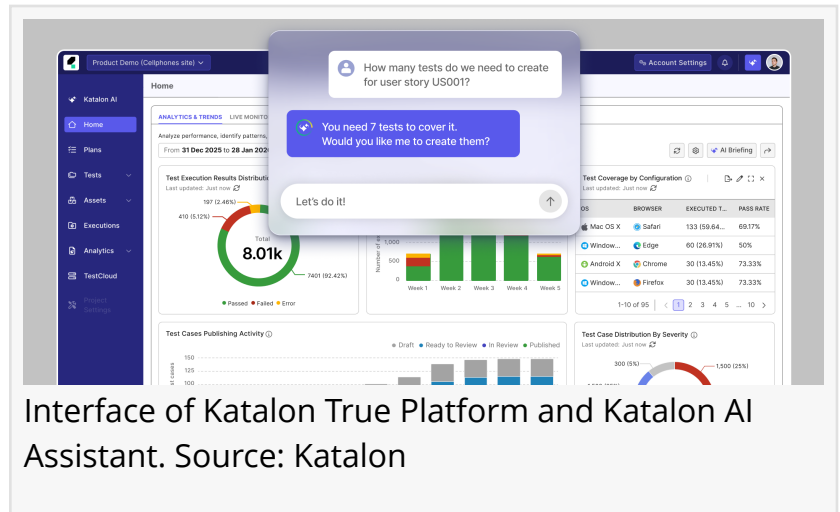 Product Demo (Cellphones site)
Account Settings
Katalon AI
Home
Plans
Tests
Assets
Executions
Analytics
TestCloud
Project Settings
Home
ANALYTICS & TRENDS LIVE MONITO
Analyze performance, identify patterns,
From 31 Dec 2025 to 28 Jan 202
AI Briefing
How many tests do we need to create
for user story US001?
You need 7 tests to cover it.
Would you like me to create them?
Let's do it!
Test Execution Results Distributi
Last updated: Just now
197 (2.46%)
410 (5.12%)
Total
8.01k
7401 (92.42%)
Passed Failed Error
1,000
500
0
Week 1 Week 2 Week 3 Week 4 Week 5
Test Coverage by Configuration
Last updated: Just now
OS BROWSER EXECUTED T... PASS RATE
Mac OS X Safari 133 (59.64... 69.17%
Window... Edge 60 (26.91%) 50%
Android X Chrome 30 (13.45%) 73.33%
Window... Firefox 30 (13.45%) 73.33%
1-10 of 95 1 2 3 4 5 ... 10
Test Cases Publishing Activity
Draft Ready to Review In Review Published
150
125
100
Test Case Distribution By Severity
Last updated: Just now
300 (5%)
1,500 (25%)
Interface of Katalon True Platform and Katalon AI
Assistant. Source: Katalon